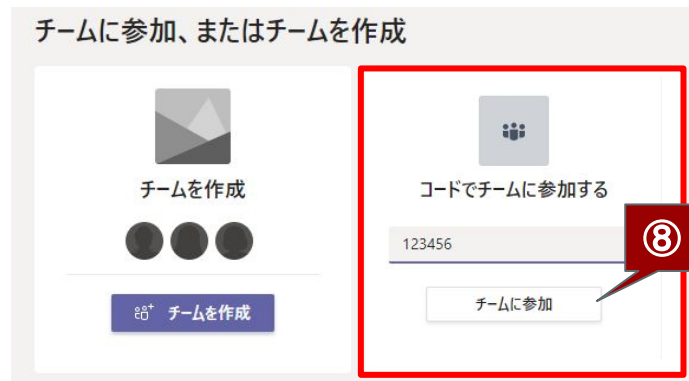 チームに参加、またはチームを作成
チームを作成
チームを作成
コードでチームに参加する
123456
⑧
チームに参加